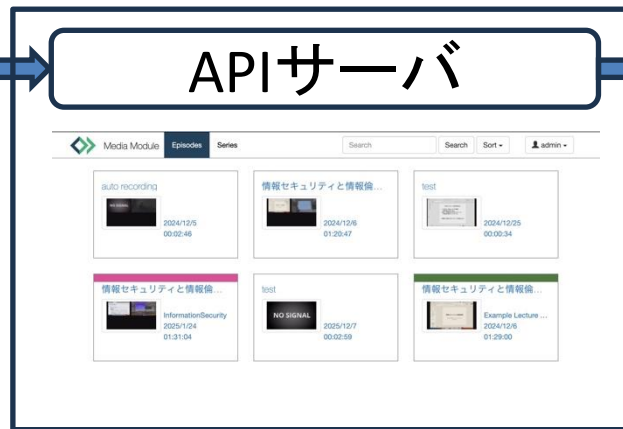 APIサーバ
Media Module Episodes Series Search Search Sort admin
auto recording
NO SIGNAL
2024/12/5
00:02:46
情報セキュリティと情報倫...
2024/12/6
01:20:47
test
2024/12/25
00:00:34
情報セキュリティと情報倫...
InformationSecurity
2025/1/24
01:31:04
test
NO SIGNAL
2025/12/7
00:02:59
情報セキュリティと情報倫...
Example Lecture ...
2024/12/6
01:29:00